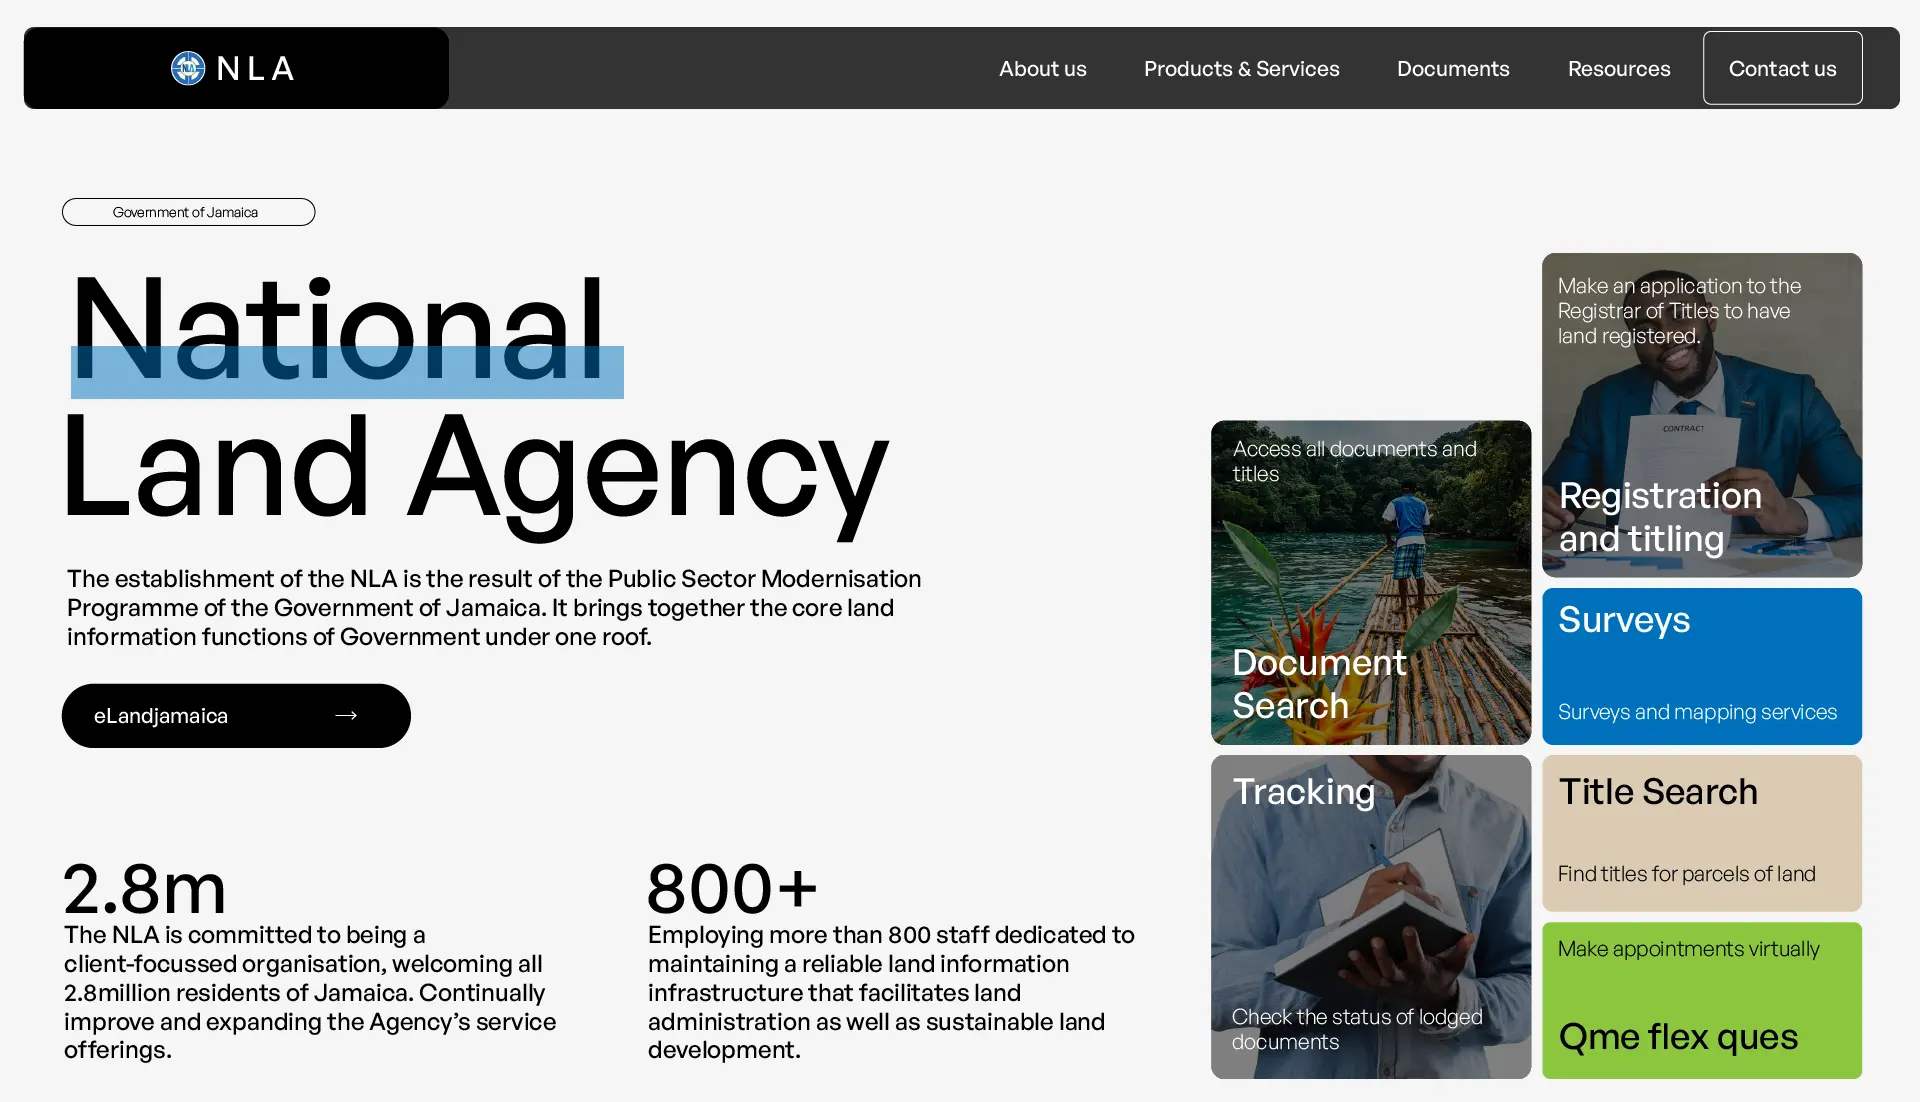 NLA
About us
Products & Services
Documents
Resources
Contact us
Government of Jamaica
National
Land Agency
The establishment of the NLA is the result of the Public Sector Modernisation
Programme of the Government of Jamaica. It brings together the core land
information functions of Government under one roof.
eLandjamaica
2.8m
The NLA is committed to being a
client-focussed organisation, welcoming all
2.8million residents of Jamaica. Continually
improve and expanding the Agency’s service
offerings.
800+
Employing more than 800 staff dedicated to
maintaining a reliable land information
infrastructure that facilitates land
administration as well as sustainable land
development.
Access all documents and
titles
Document
Search
Tracking
Check the status of lodged
documents
Make an application to the
Registrar of Titles to have
land registered.
CONTRACT
Registration
and titling
Surveys
Surveys and mapping services
Title Search
Find titles for parcels of land
Make appointments virtually
Qme flex ques